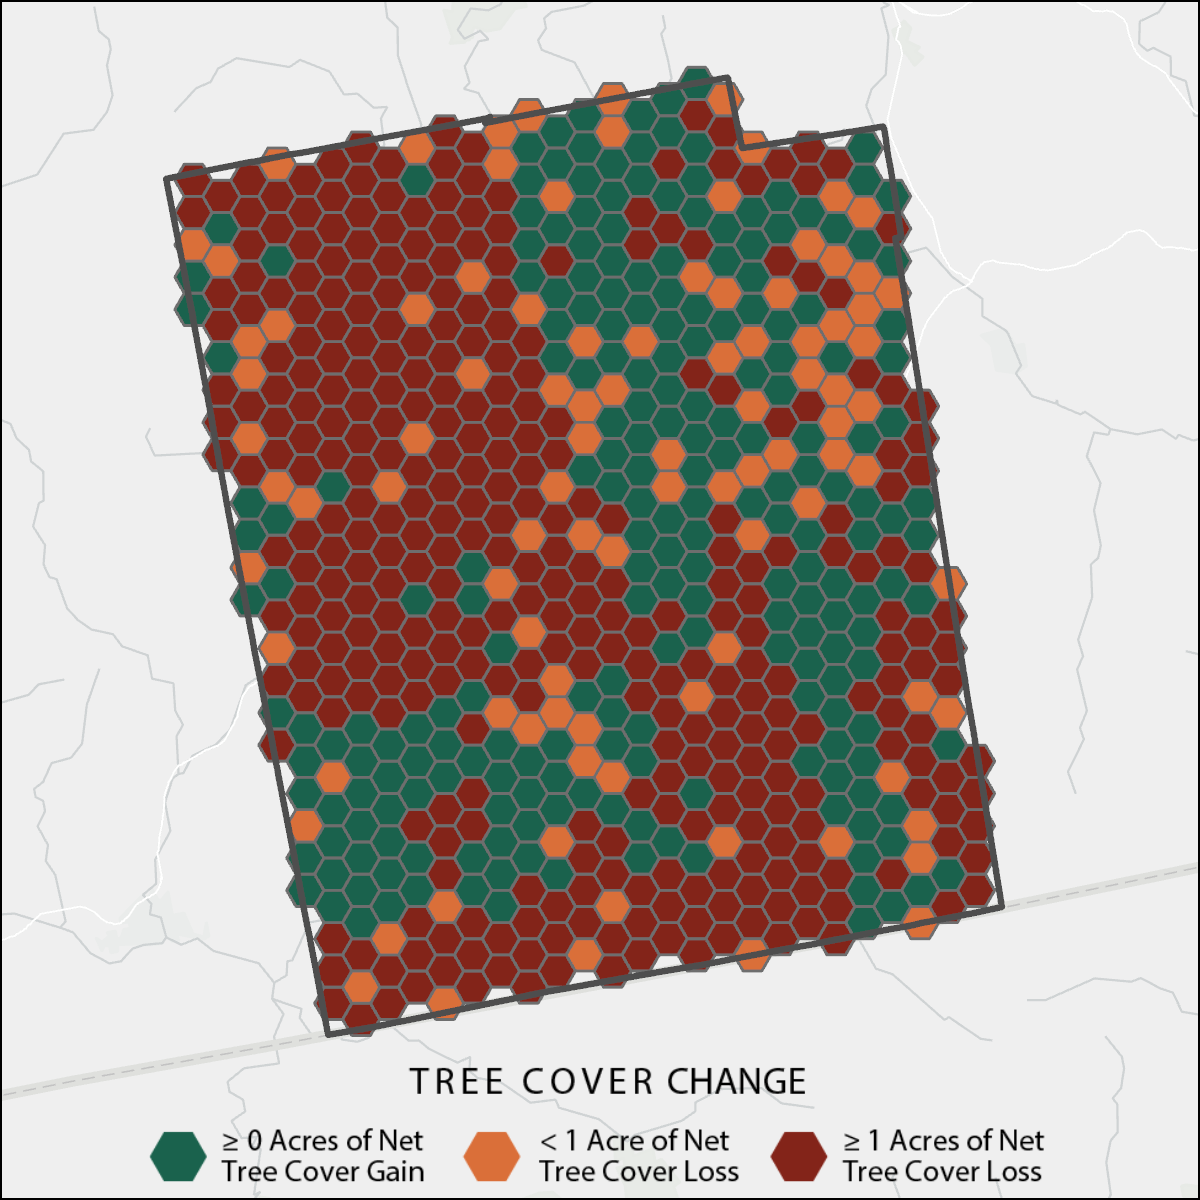 TREE COVER CHANGE
≥ 0 Acres of Net
Tree Cover Gain
< 1 Acre of Net
Tree Cover Loss
≥ 1 Acres of Net
Tree Cover Loss